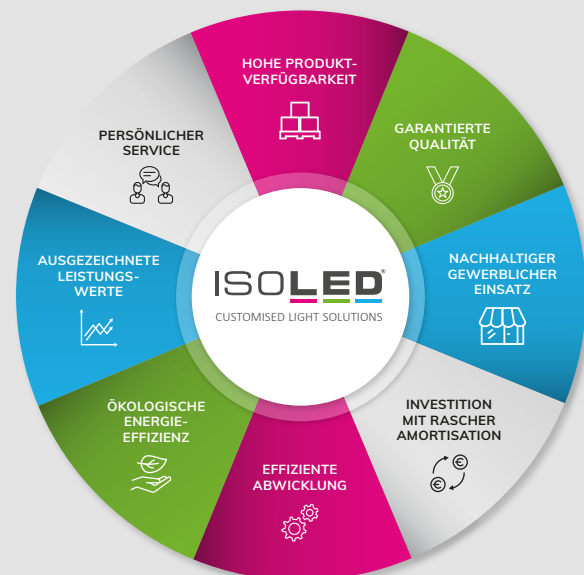 HOHE PRODUKT-
VERFÜGBARKEIT
GARANTIERTE
QUALITÄT
NACHHALTIGER
GEWERBLICHER
EINSATZ
INVESTITION
MIT RASCHER
AMORTISATION
EFFIZIENTE
ABWICKLUNG
ÖKOLOGISCHE
ENERGIE-
EFFIZIENZ
AUSGEZEICHNETE
LEISTUNGS-
WERTE
PERSÖNLICHER
SERVICE
ISOLED®
CUSTOMISED LIGHT SOLUTIONS